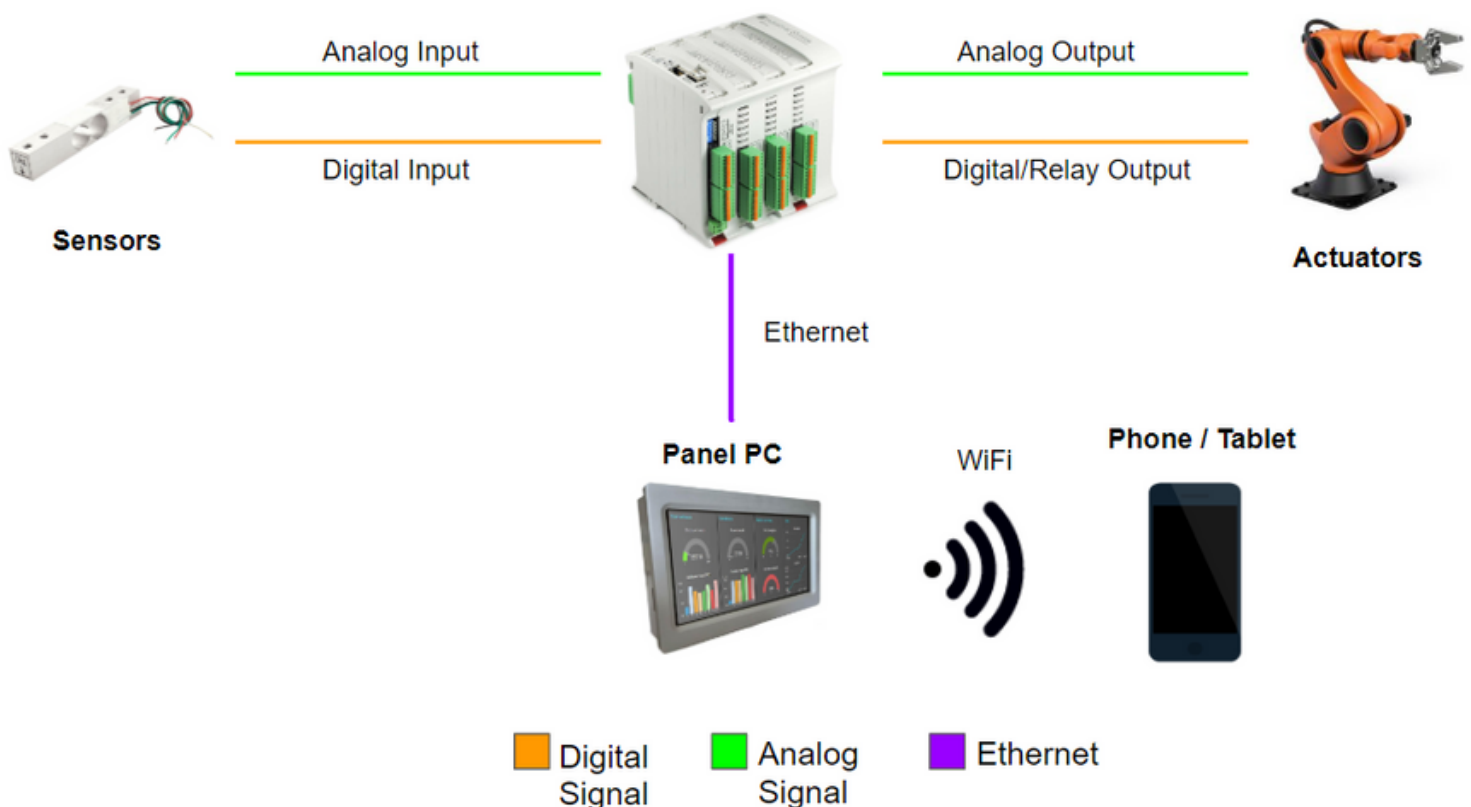 Analog Input
Analog Output
Digital Input
Digital/Relay Output
Sensors
Actuators
Ethernet
Panel PC
WiFi
Phone / Tablet
Digital
Signal
Analog
Signal
Ethernet